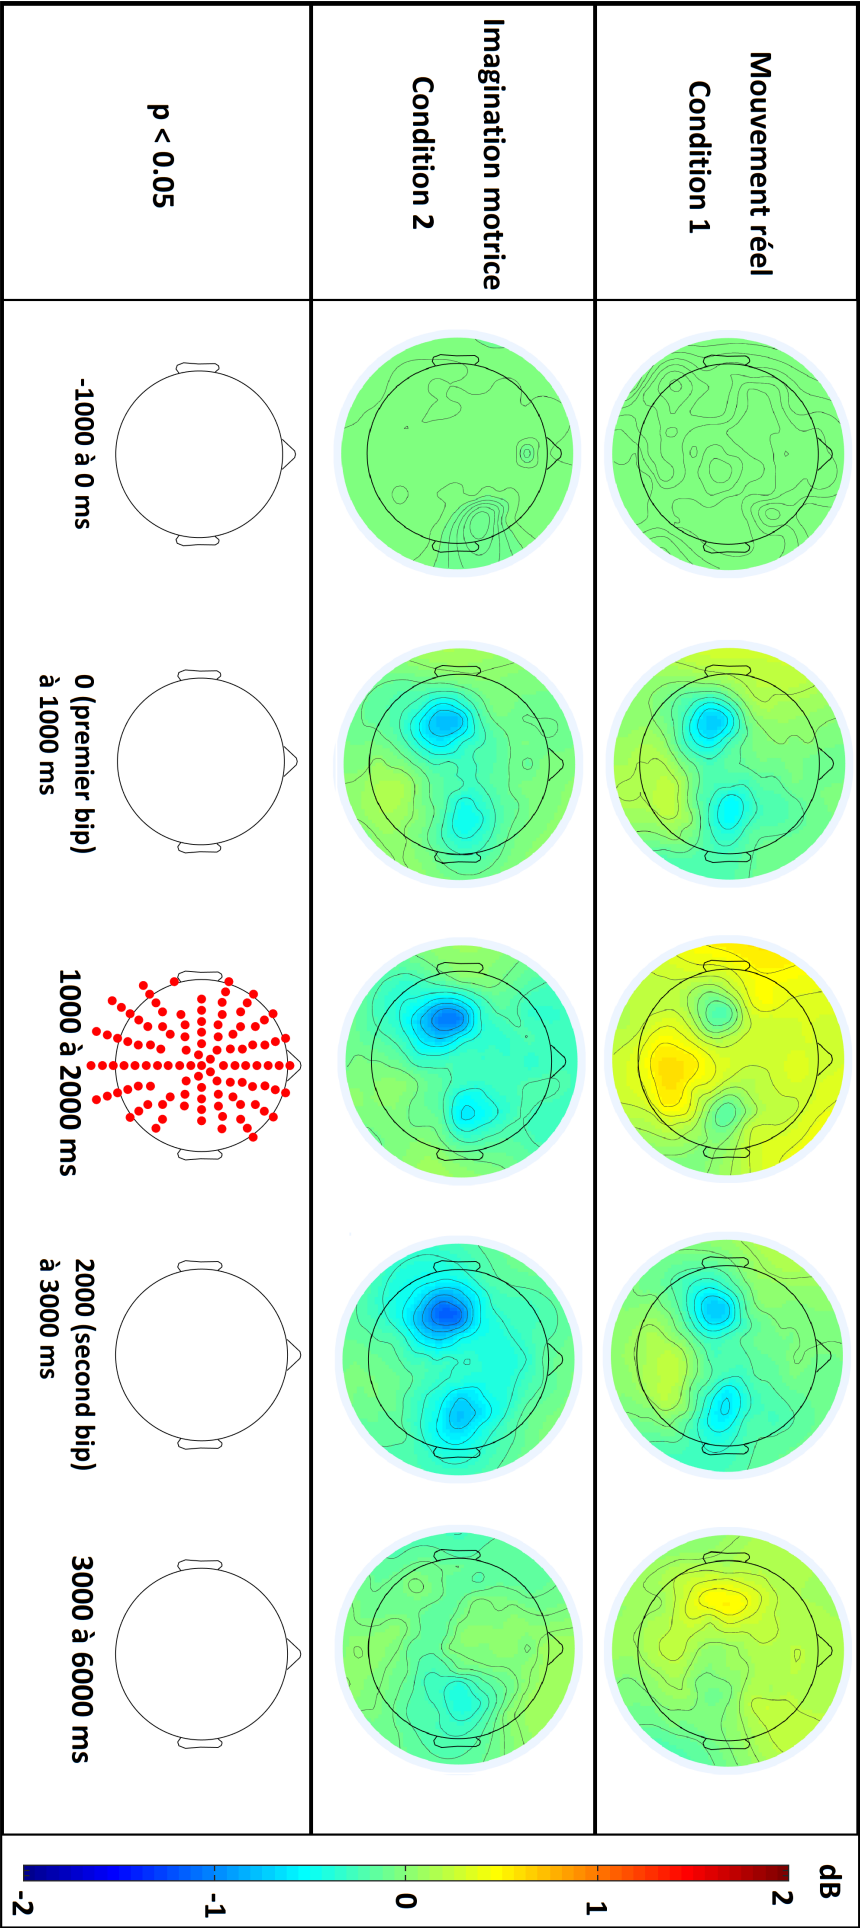 Mouvement réel
Condition 1
Imagination motrice
Condition 2
p < 0.05
-1000 à 0 ms
0 (premier bip)
à 1000 ms
1000 à 2000 ms
2000 (second bip)
à 3000 ms
3000 à 6000 ms
dB
2
1
0
-1
-2